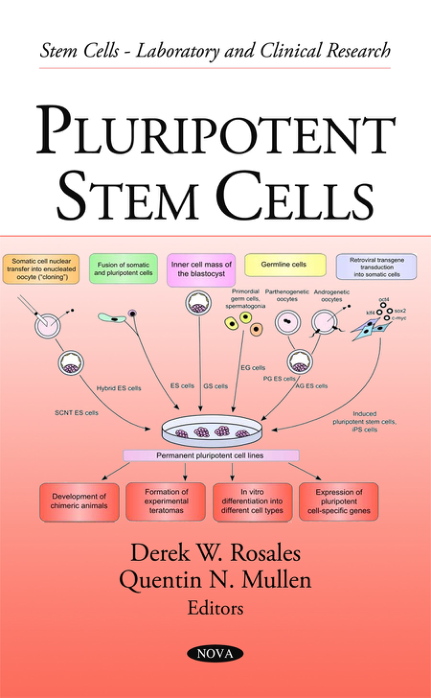 Stem Cells - Laboratory and Clinical Research
PLURIPOTENT
STEM CELLS
Somatic cell nuclear
transfer into enucleated
oocyte ("cloning")
Fusion of somatic
and pluripotent cells
Inner cell mass of
the blastocyst
Germline cells
Retroviral transgene
transduction
into somatic cells
Primordial
germ cells,
spermatogonia
Parthenogenetic
oocytes
Androgenetic
oocytes
oct4
klf4
sox2
c-myc
EG cells
PG ES cells
AG ES cells
Hybrid ES cells
ES cells
GS cells
SCNT ES cells
Induced
pluripotent stem cells,
iPS cells
Permanent pluripotent cell lines
Development of
chimeric animals
Formation of
experimental
teratomas
In vitro
differentiation into
different cell types
Expression of
pluripotent
cell-specific genes
Derek W. Rosales
Quentin N. Mullen
Editors
NOVA